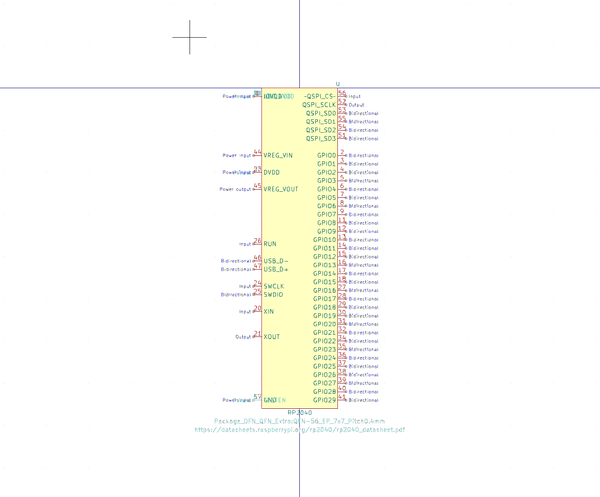 U
Power input ~QSPI_CS~ 56 Input
QSPI_SCLK 52 Output
QSPI_SD0 53 Bidirectional
QSPI_SD1 55 Bidirectional
QSPI_SD2 54 Bidirectional
QSPI_SD3 51 Bidirectional
Power input 44 VREG_VIN GPIO0 2 Bidirectional
GPIO1 3 Bidirectional
Power input 23 DVDD GPIO2 4 Bidirectional
GPIO3 5 Bidirectional
Power output 45 VREG_VOUT GPIO4 6 Bidirectional
GPIO5 7 Bidirectional
GPIO6 8 Bidirectional
GPIO7 9 Bidirectional
GPIO8 11 Bidirectional
GPIO9 12 Bidirectional
Input 26 RUN GPIO10 13 Bidirectional
GPIO11 14 Bidirectional
GPIO12 15 Bidirectional
Bidirectional 46 USB_D- GPIO13 16 Bidirectional
Bidirectional 47 USB_D+ GPIO14 17 Bidirectional
GPIO15 18 Bidirectional
Input 24 SWCLK GPIO16 27 Bidirectional
Bidirectional 25 SWDIO GPIO17 28 Bidirectional
GPIO18 29 Bidirectional
Input 20 XIN GPIO19 30 Bidirectional
GPIO20 31 Bidirectional
GPIO21 32 Bidirectional
Output 21 XOUT GPIO22 34 Bidirectional
GPIO23 35 Bidirectional
GPIO24 36 Bidirectional
GPIO25 37 Bidirectional
GPIO26 38 Bidirectional
GPIO27 39 Bidirectional
GPIO28 40 Bidirectional
Power input 57 GND GPIO29 41 Bidirectional
RP2040
Package_DFN_QFN_Extra:QFN-56_EP_7x7_Pitch0.4mm
https://datasheets.raspberrypi.org/rp2040/rp2040_datasheet.pdf